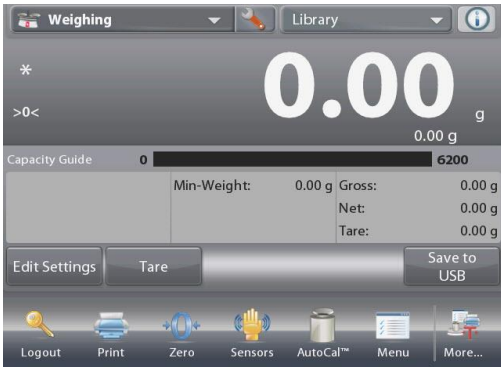 Weighing Library
*
>0<
0.00 g
0.00 g
Capacity Guide 0 6200
Min-Weight: 0.00 g Gross: 0.00 g
Net: 0.00 g
Tare: 0.00 g
Edit Settings Tare Save to USB
Logout Print Zero Sensors AutoCal™ Menu More...